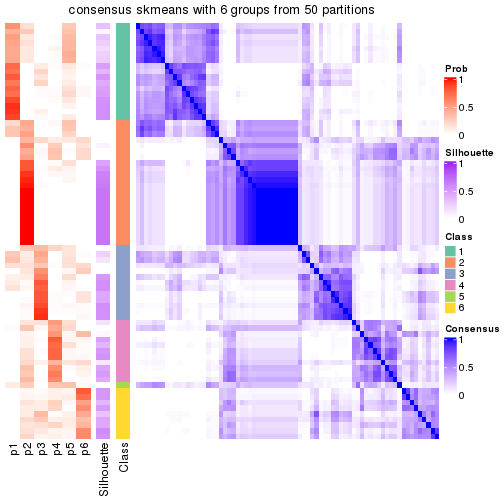 consensus skmeans with 6 groups from 50 partitions
Prob
1
0.5
0
Silhouette
1
0.5
0
Class
1
2
3
4
5
6
Consensus
1
0.5
0
p1
p2
p3
p4
p5
p6
Silhouette
Class